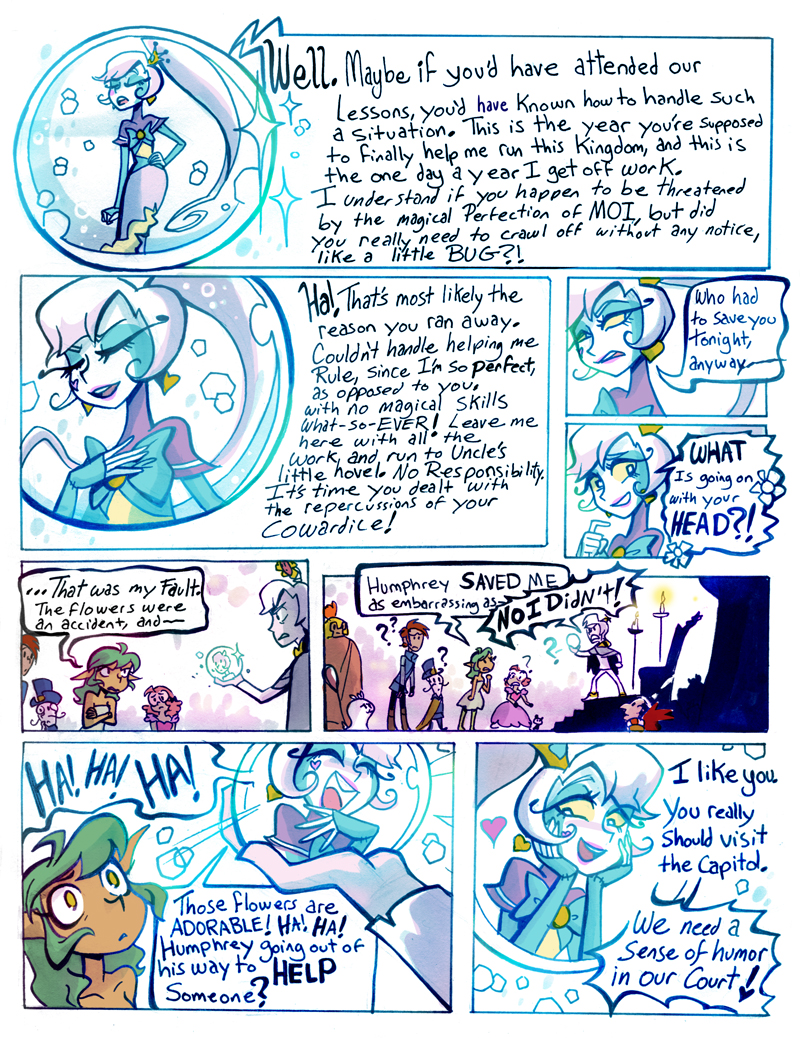 Well. Maybe if you'd have attended our
Lessons, you'd have known how to handle such
a situation. This is the year you're supposed
to finally help me run this Kingdom, and this is
the one day a year I get off work.
I understand if you happen to be threatened
by the magical perfection of MOI, but did
you really need to crawl off without any notice,
like a little BUG?!
Ha! That's most likely the
reason you ran away.
Couldn't handle helping me
Rule, since I'm so perfect,
as opposed to you.
with no magical skills
what-so-EVER! Leave me
here with all the
work, and run to Uncle's
little hovel. No Responsibility.
It's time you dealt with
the repercussions of your
Cowardice!
Who had
to save you
tonight,
anyway—
WHAT
Is going on
with your
HEAD?!
...That was my Fault.
The flowers were
an accident, and—
Humphrey SAVED ME
as embarrassing as—
NO I DIDN'T!
? ?
?
?
?
?
HA! HA! HA!
Those flowers are
ADORABLE! HA! HA!
Humphrey going out of
his way to HELP
Someone?
I like you.
You really
should visit
the Capitol.
We need a
Sense of humor
in our Court!